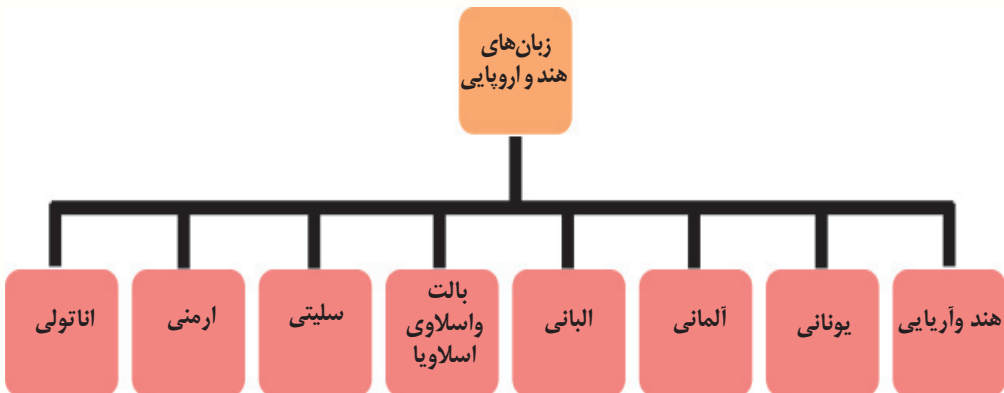 زبان‌های
هند و اروپایی
هند وآریایی
یونانی
آلمانی
البانی
بالت
واسلاوی
اسلاویا
سلیتی
ارمنی
اناتولی